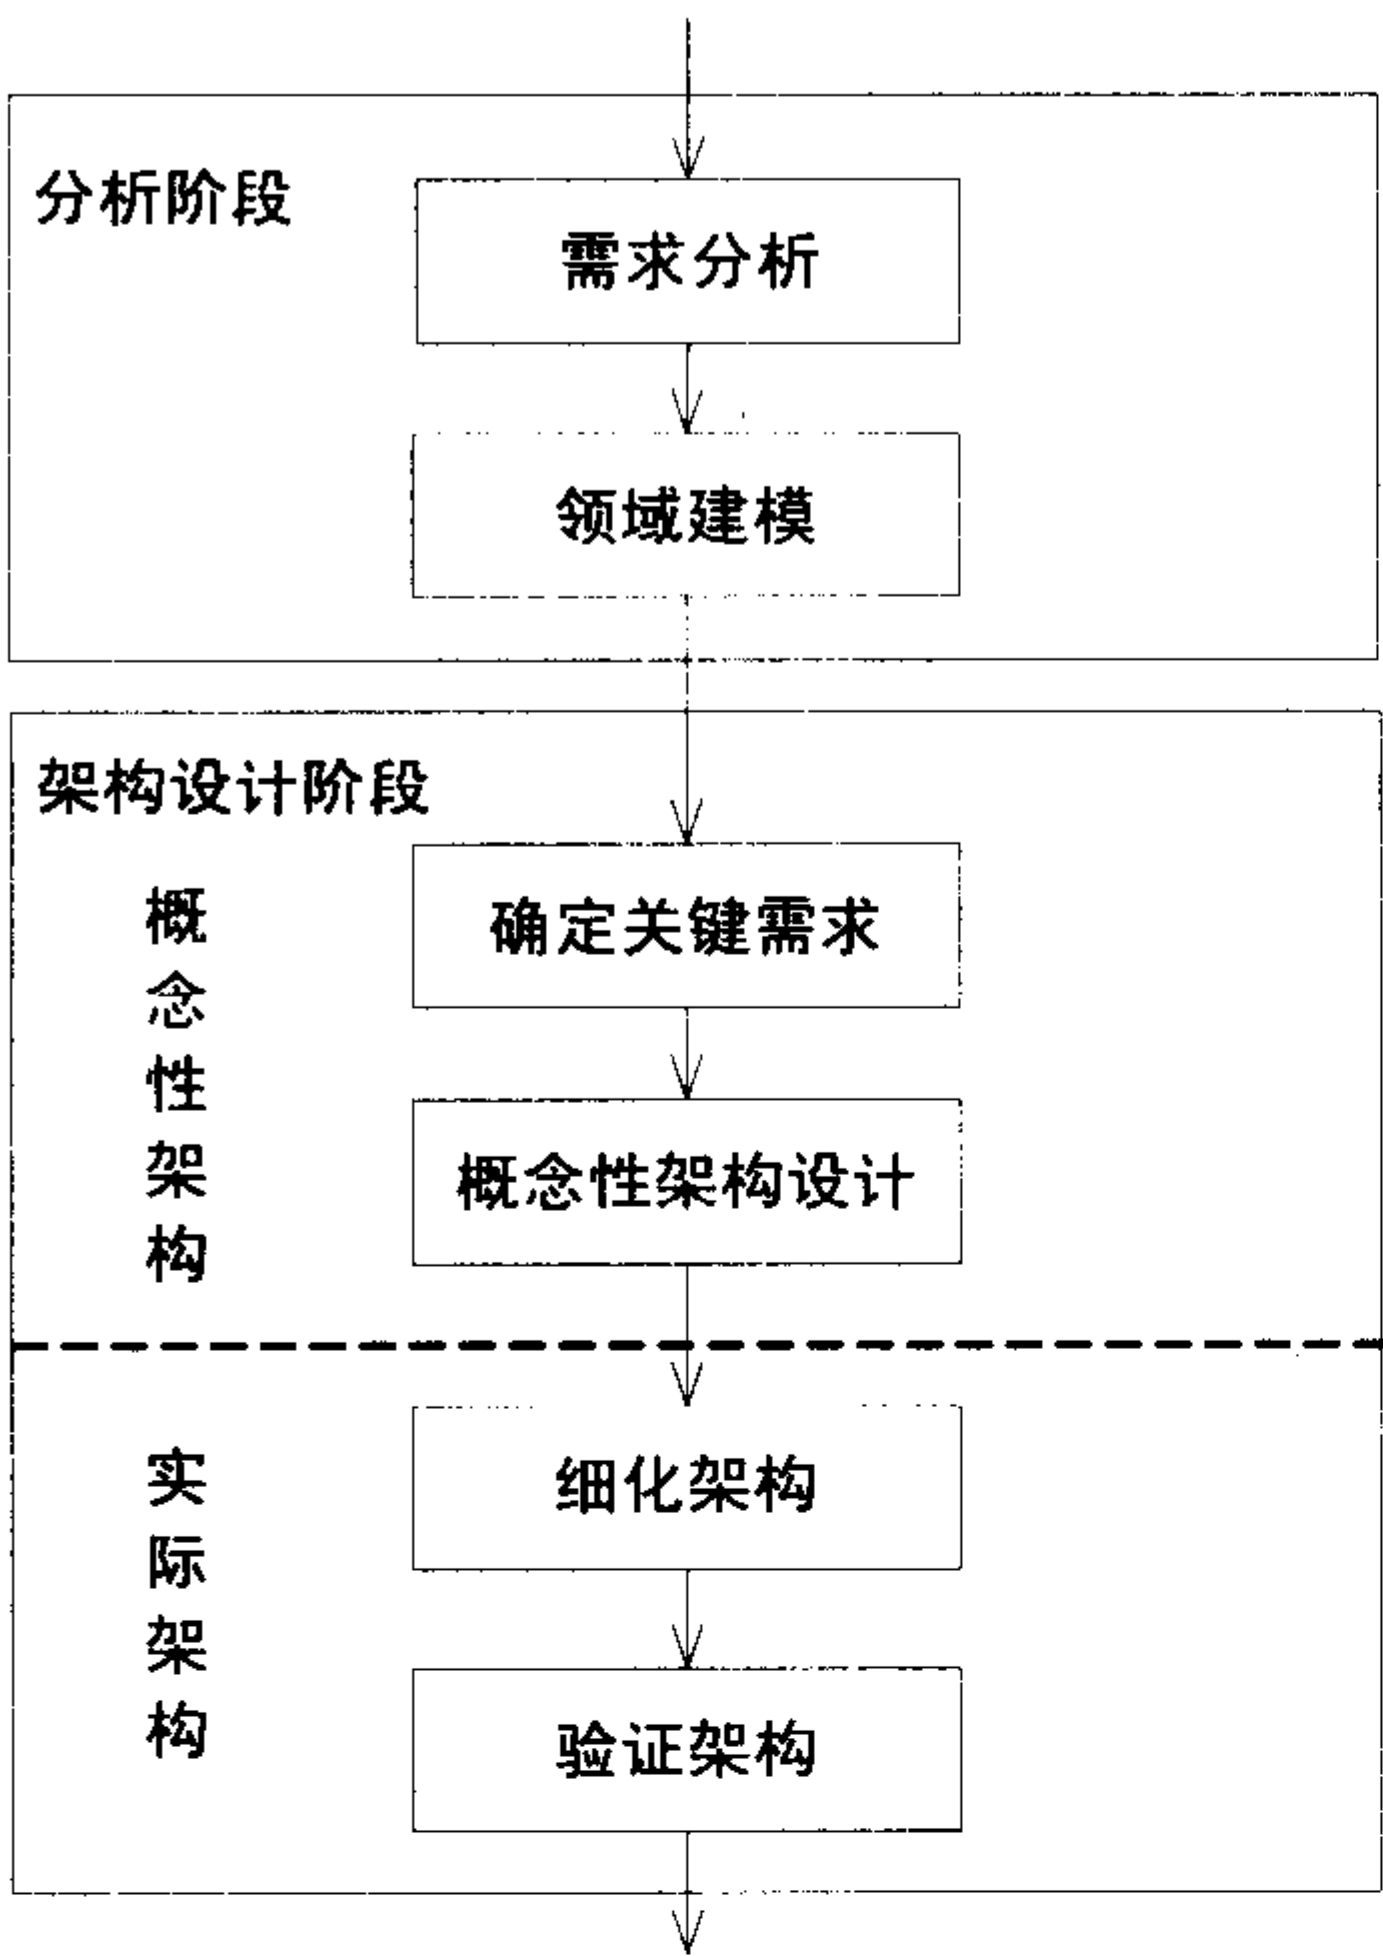 分析阶段
需求分析
领域建模
架构设计阶段
概念性架构
确定关键需求
概念性架构设计
实际架构
细化架构
验证架构